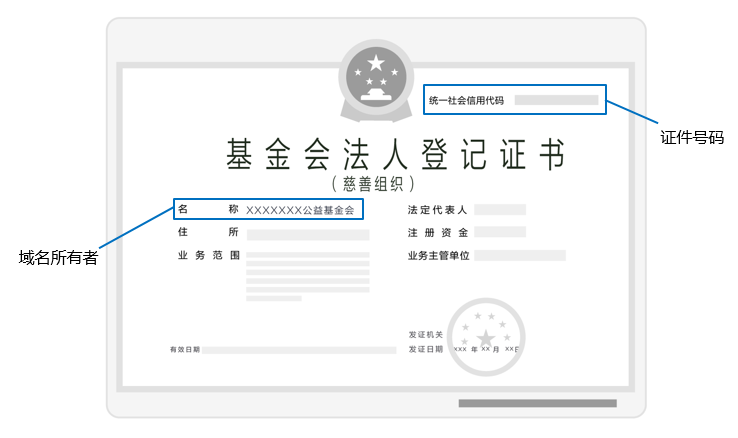 统一社会信用代码
证件号码
基金会法人登记证书
（慈善组织）
名 称 XXXXXXX公益基金会
法定代表人
住 所
注册资金
域名所有者
业务范围
业务主管单位
发证机关
有效日期
发证日期 xxx 年 xx 月 xx日